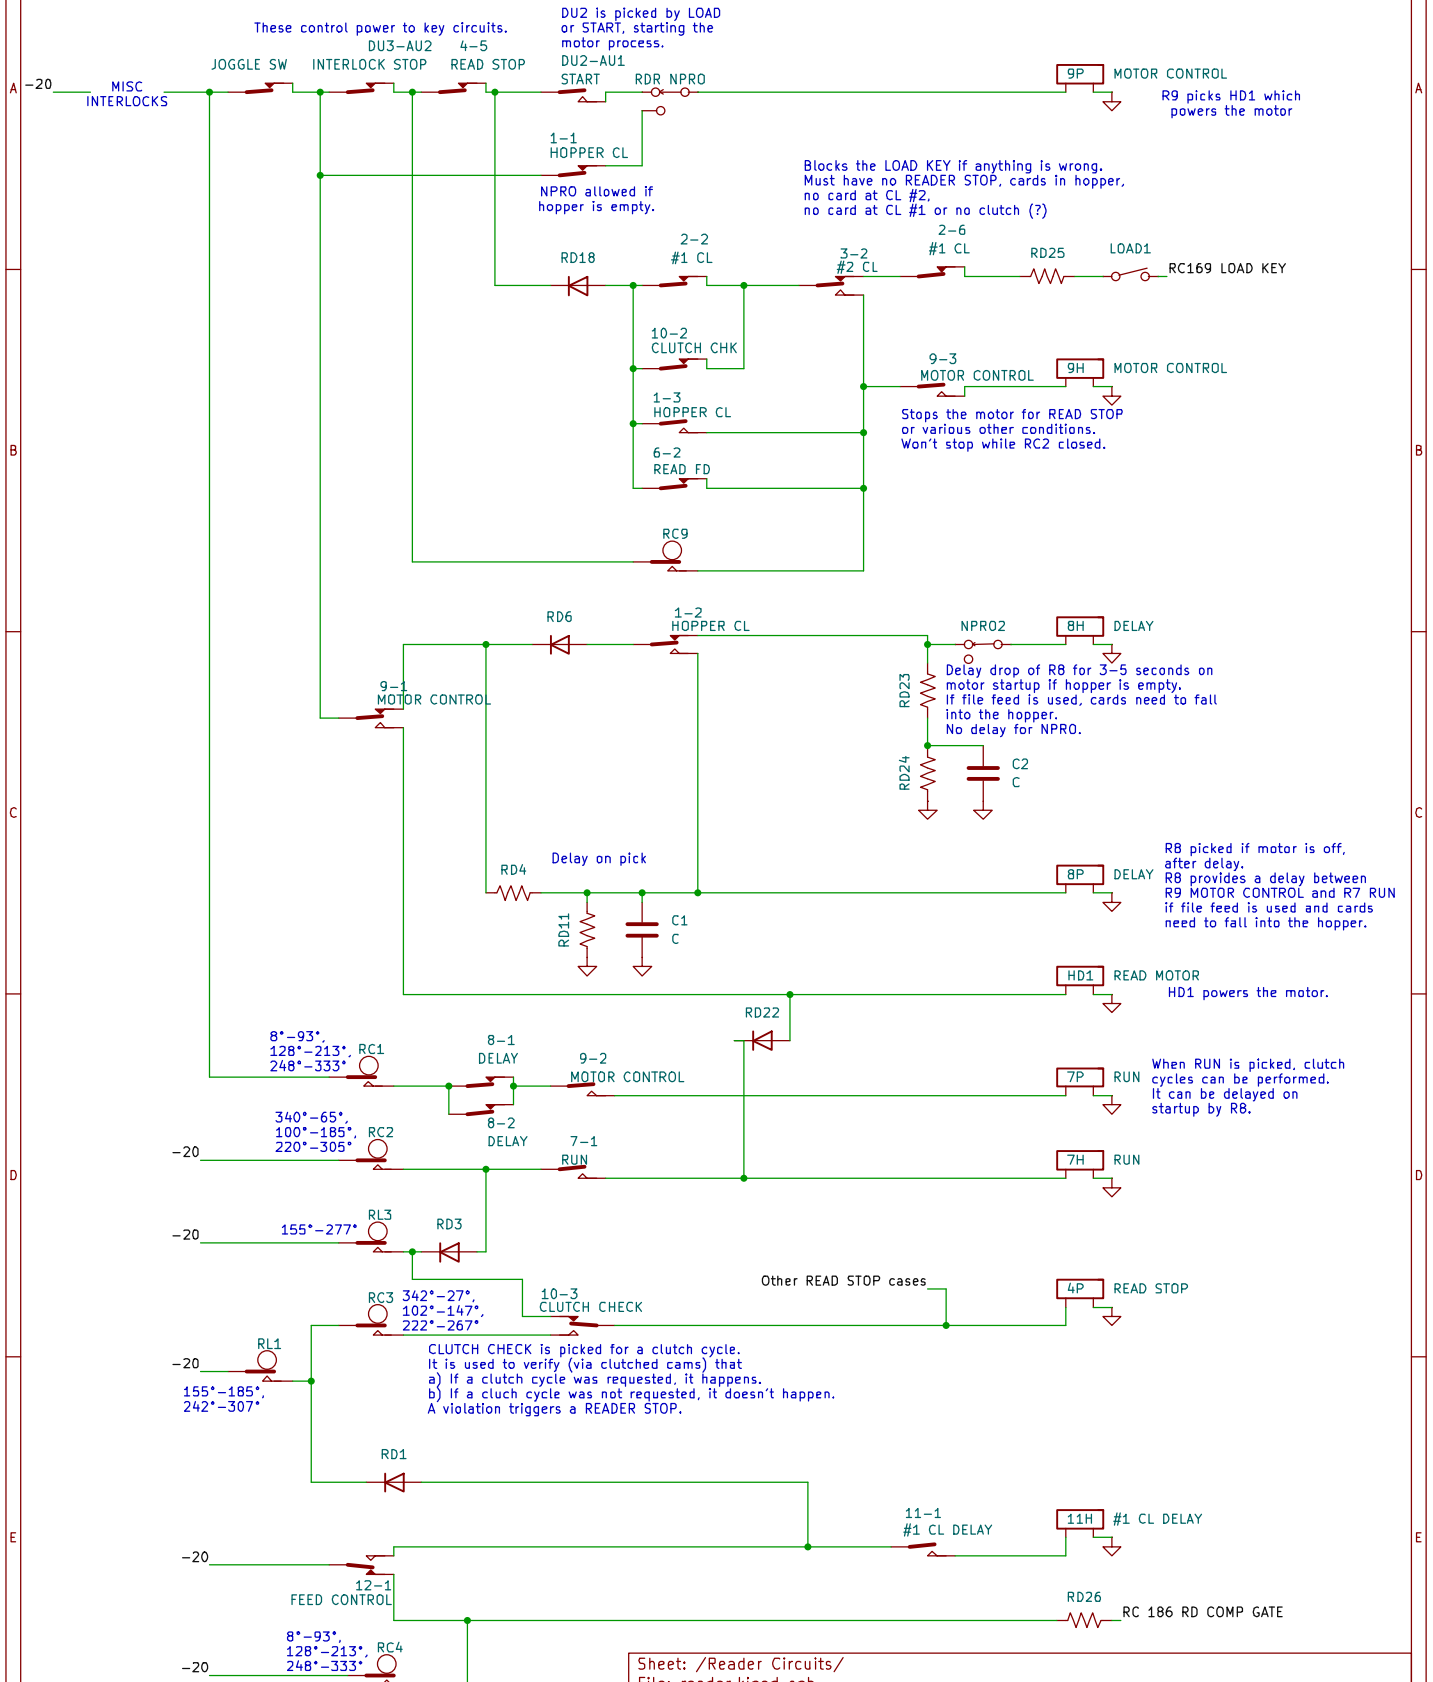 These control power to key circuits.
DU2 is picked by LOAD
or START, starting the
motor process.
DU3-AU2
4-5
DU2-AU1
JOGGLE SW
INTERLOCK STOP
READ STOP
START
RDR NPRO
9P
MOTOR CONTROL
A
-20
MISC
INTERLOCKS
A
R9 picks HD1 which
powers the motor
1-1
HOPPER CL
NPRO allowed if
hopper is empty.
Blocks the LOAD KEY if anything is wrong.
Must have no READER STOP, cards in hopper,
no card at CL #2,
no card at CL #1 or no clutch (?)
2-2
#1 CL
RD18
3-2
#2 CL
2-6
#1 CL
RD25
LOAD1
RC169 LOAD KEY
10-2
CLUTCH CHK
9-3
MOTOR CONTROL
9H
MOTOR CONTROL
1-3
HOPPER CL
Stops the motor for READ STOP
or various other conditions.
Won't stop while RC2 closed.
B
B
6-2
READ FD
RC9
RD6
1-2
HOPPER CL
NPRO2
8H
DELAY
9-1
MOTOR CONTROL
RD23
Delay drop of R8 for 3-5 seconds on
motor startup if hopper is empty.
If file feed is used, cards need to fall
into the hopper.
No delay for NPRO.
RD24
C2
C
C
C
Delay on pick
RD4
8P
DELAY
R8 picked if motor is off,
after delay.
R8 provides a delay between
R9 MOTOR CONTROL and R7 RUN
if file feed is used and cards
need to fall into the hopper.
RD11
C1
C
HD1
READ MOTOR
HD1 powers the motor.
RD22
8°-93°,
128°-213°,
248°-333°
RC1
8-1
DELAY
9-2
MOTOR CONTROL
7P
RUN
When RUN is picked, clutch
cycles can be performed.
It can be delayed on
startup by R8.
340°-65°,
100°-185°,
220°-305°
RC2
8-2
DELAY
-20
7-1
RUN
7H
RUN
D
D
-20
155°-277°
RL3
RD3
Other READ STOP cases
4P
READ STOP
RC3
342°-27°,
102°-147°,
222°-267°
10-3
CLUTCH CHECK
RL1
-20
155°-185°,
242°-307°
CLUTCH CHECK is picked for a clutch cycle.
It is used to verify (via clutched cams) that
a) If a clutch cycle was requested, it happens.
b) If a cluch cycle was not requested, it doesn't happen.
A violation triggers a READER STOP.
RD1
11-1
#1 CL DELAY
11H
#1 CL DELAY
E
E
-20
12-1
FEED CONTROL
RD26
RC 186 RD COMP GATE
8°-93°,
128°-213°,
248°-333°
RC4
-20
Sheet: /Reader Circuits/